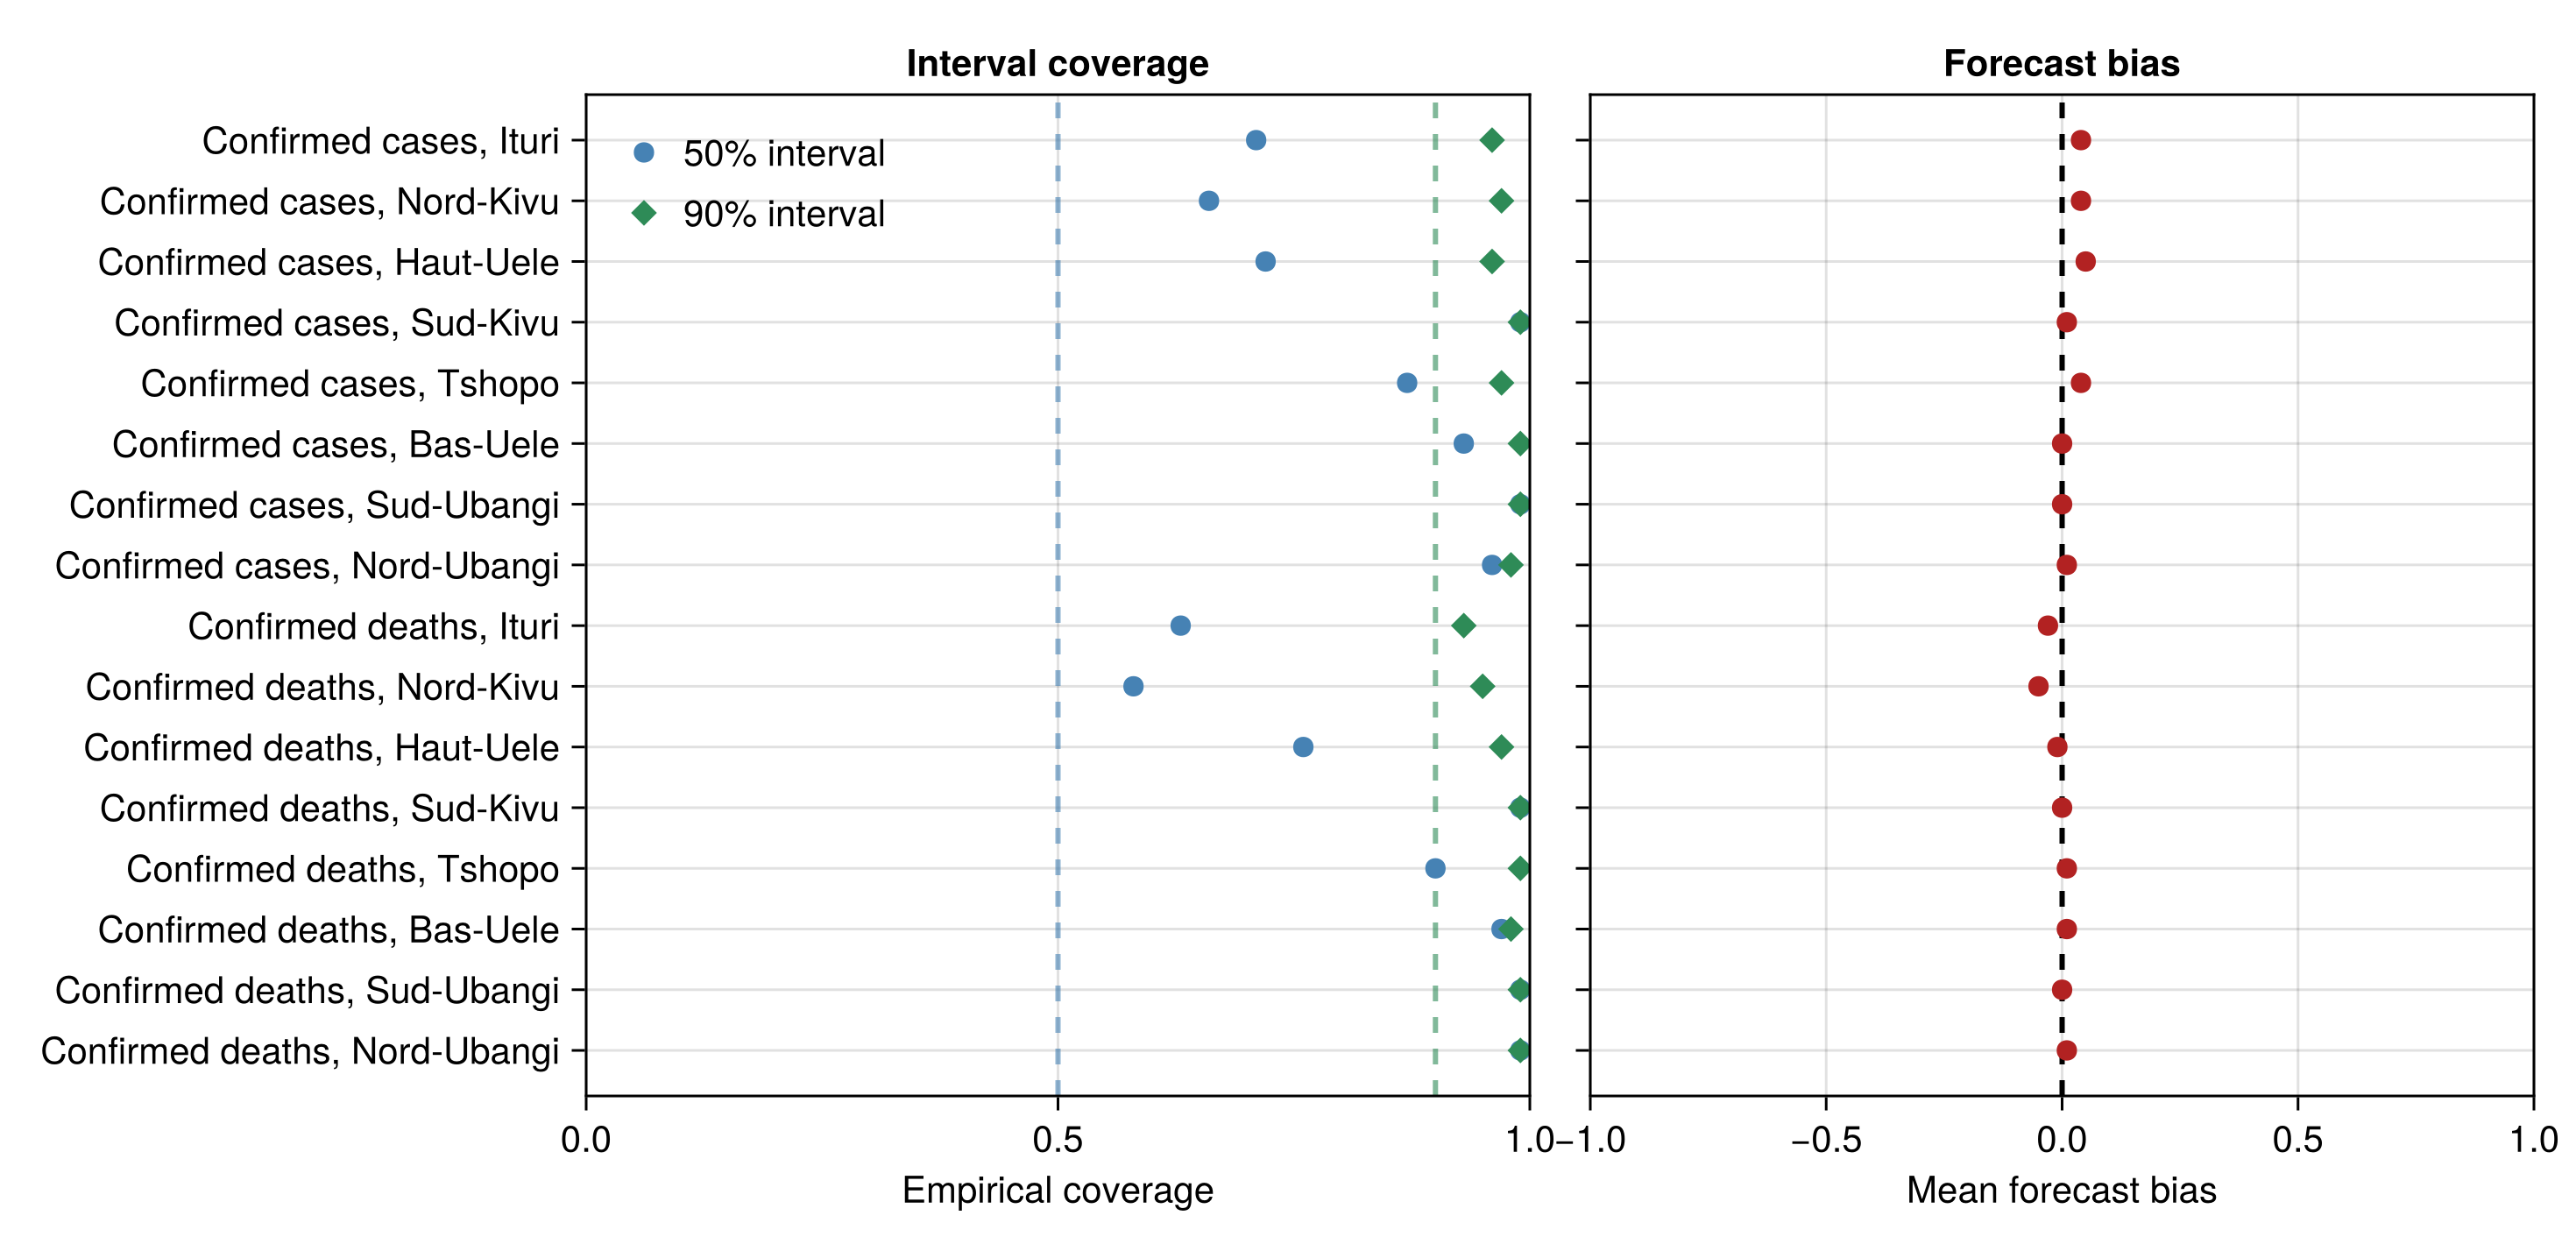 Interval coverage
Forecast bias
Confirmed cases, Ituri
Confirmed cases, Nord-Kivu
Confirmed cases, Haut-Uele
Confirmed cases, Sud-Kivu
Confirmed cases, Tshopo
Confirmed cases, Bas-Uele
Confirmed cases, Sud-Ubangi
Confirmed cases, Nord-Ubangi
Confirmed deaths, Ituri
Confirmed deaths, Nord-Kivu
Confirmed deaths, Haut-Uele
Confirmed deaths, Sud-Kivu
Confirmed deaths, Tshopo
Confirmed deaths, Bas-Uele
Confirmed deaths, Sud-Ubangi
Confirmed deaths, Nord-Ubangi
50% interval
90% interval
0.0 0.5 1.0
−1.0 −0.5 0.0 0.5 1.0
Empirical coverage
Mean forecast bias